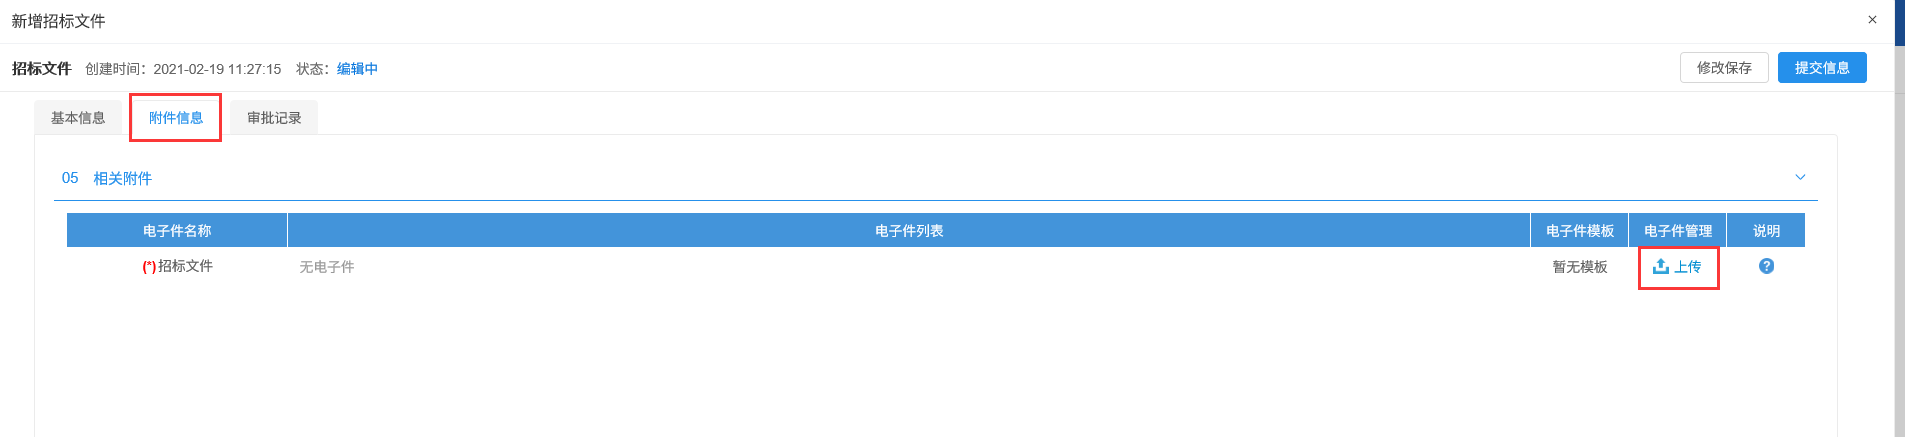 新增招标文件 ×
招标文件 创建时间：2021-02-19 11:27:15 状态：编辑中 修改保存 提交信息
基本信息 附件信息 审批记录
05 相关附件
电子件名称 电子件列表 电子件模板 电子件管理 说明
(*)招标文件 无电子件 暂无模板 上传 ?